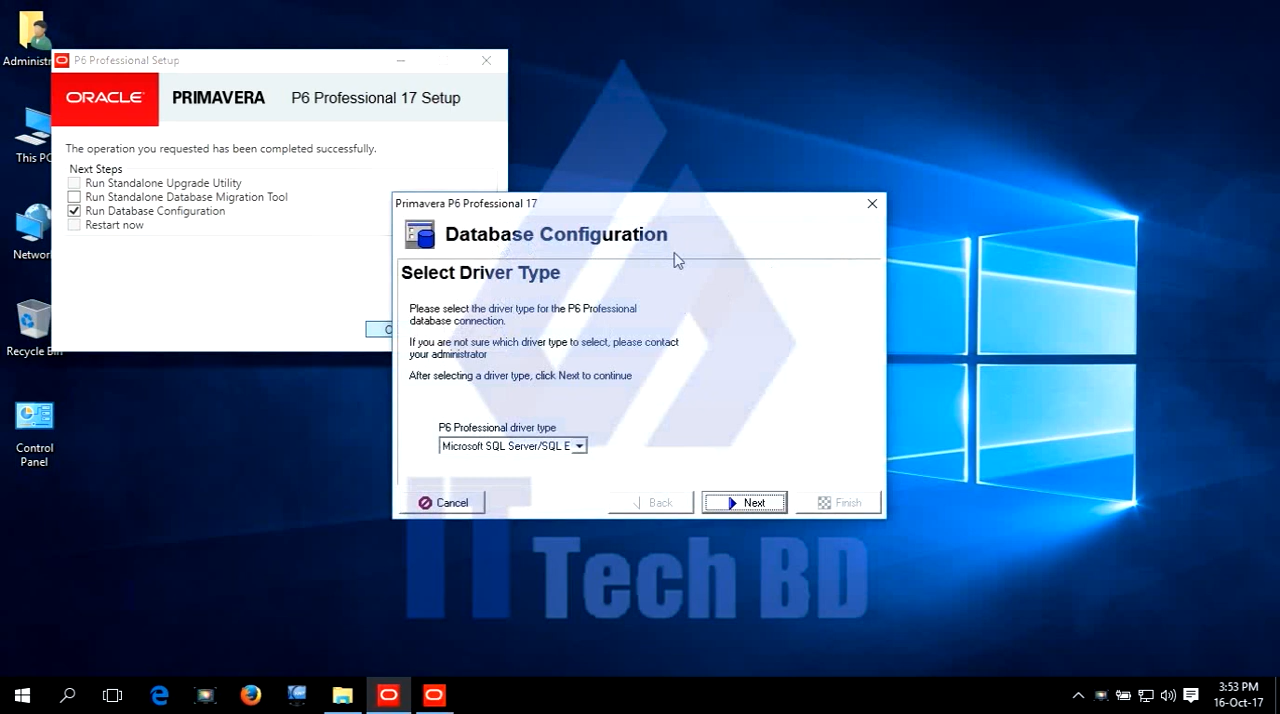 Administr
This PC
Network
Recycle Bin
Control
Panel
P6 Professional Setup
ORACLE
PRIMAVERA
P6 Professional 17 Setup
The operation you requested has been completed successfully.
Next Steps
Run Standalone Upgrade Utility
Run Standalone Database Migration Tool
Run Database Configuration
Restart now
O
Primavera P6 Professional 17
Database Configuration
Select Driver Type
Please select the driver type for the P6 Professional
database connection.
If you are not sure which driver type to select, please contact
your administrator
After selecting a driver type, click Next to continue
P6 Professional driver type
Microsoft SQL Server/SQL E
Cancel
Back
Next
Finish
IT Tech BD
3:53 PM
16-Oct-17